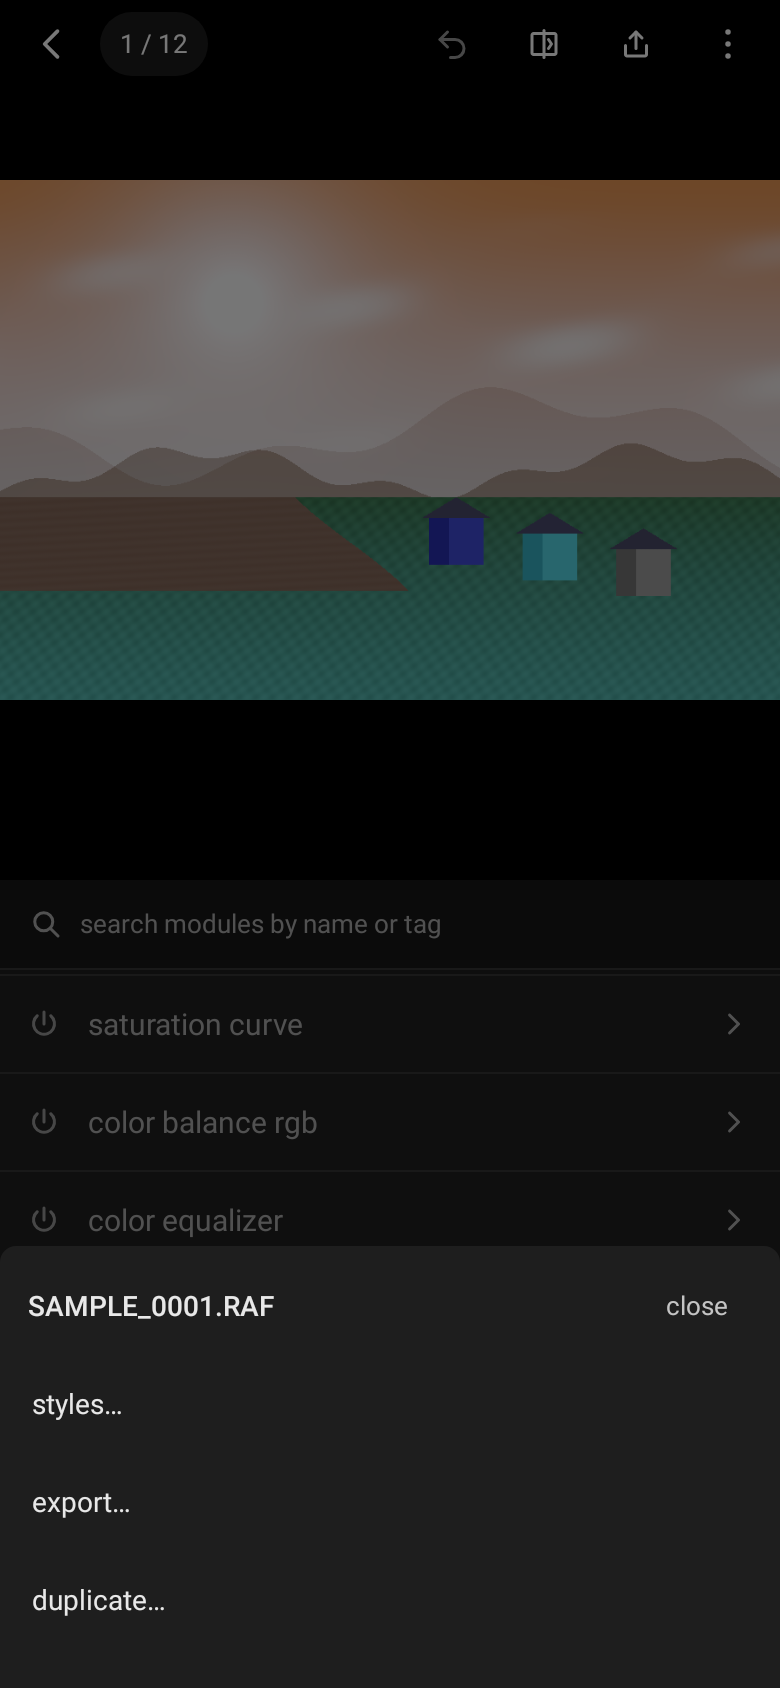 1 / 12
search modules by name or tag
saturation curve
color balance rgb
color equalizer
SAMPLE_0001.RAF
close
styles…
export…
duplicate…